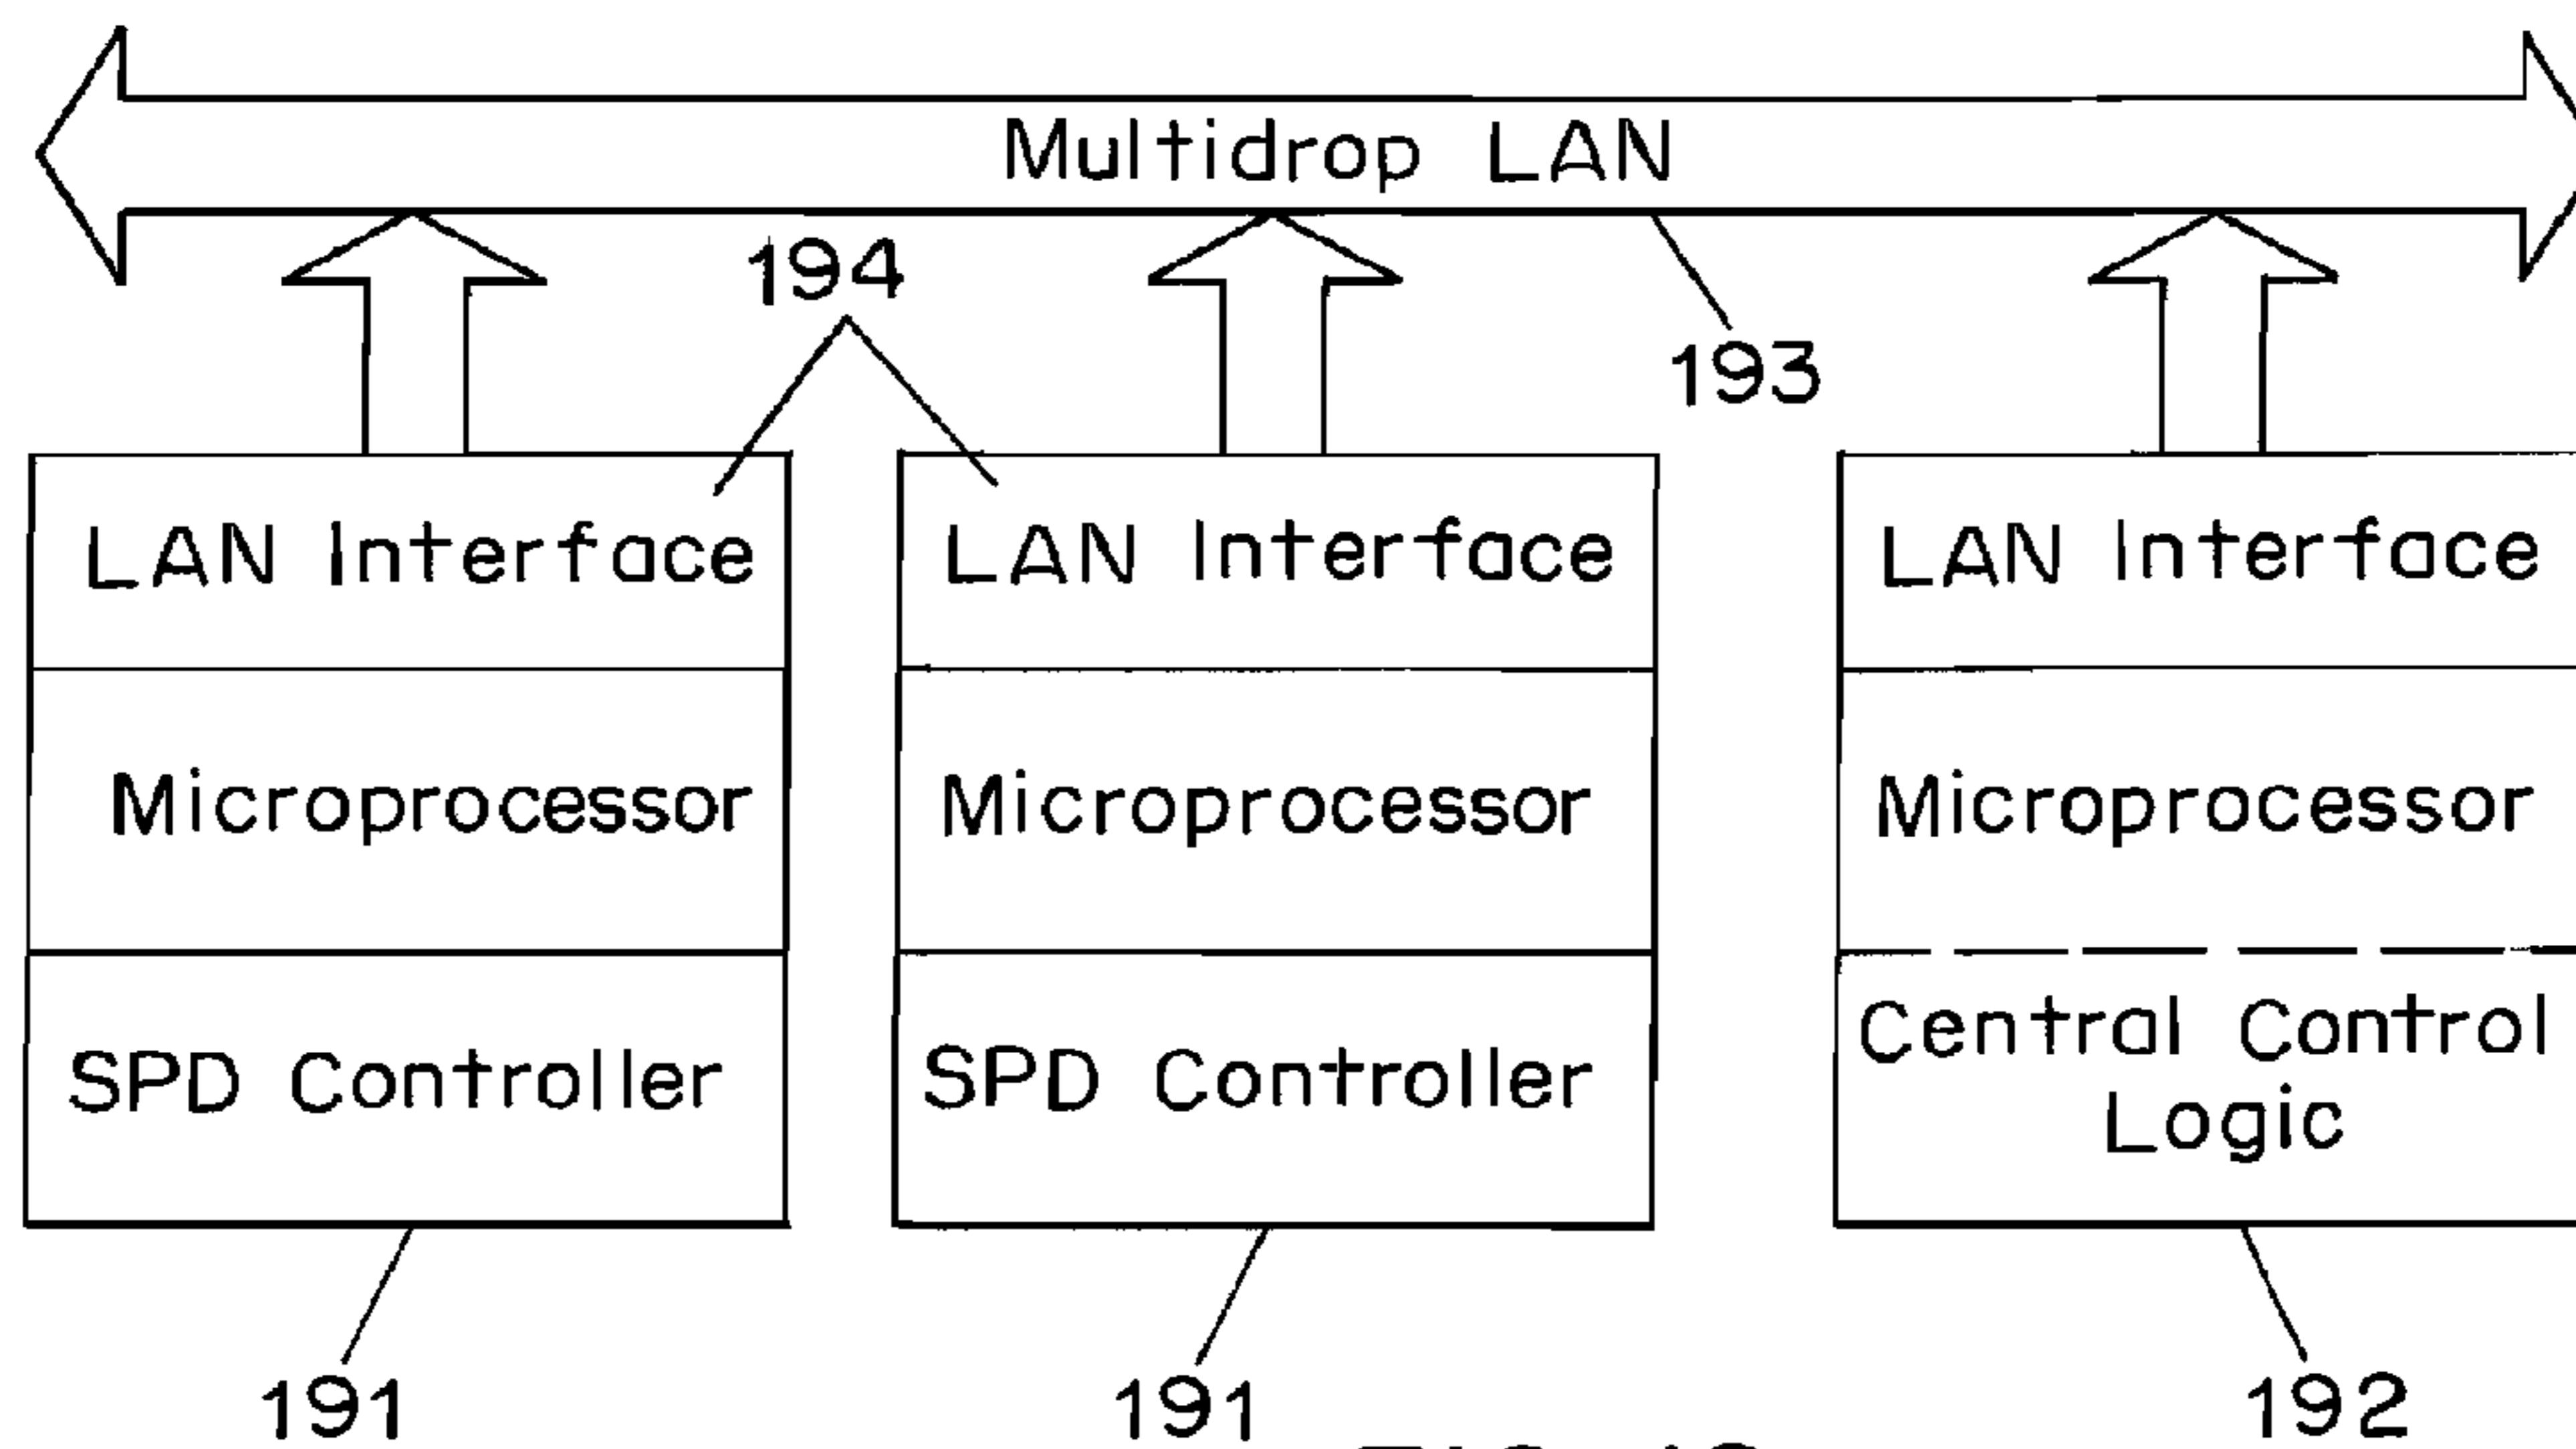 Multidrop LAN
194
193
LAN Interface
LAN Interface
LAN Interface
Microprocessor
Microprocessor
Microprocessor
SPD Controller
SPD Controller
Central Control
Logic
191
191
192